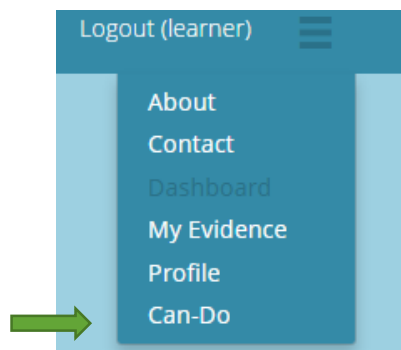 Logout (learner)
About
Contact
Dashboard
My Evidence
Profile
Can-Do